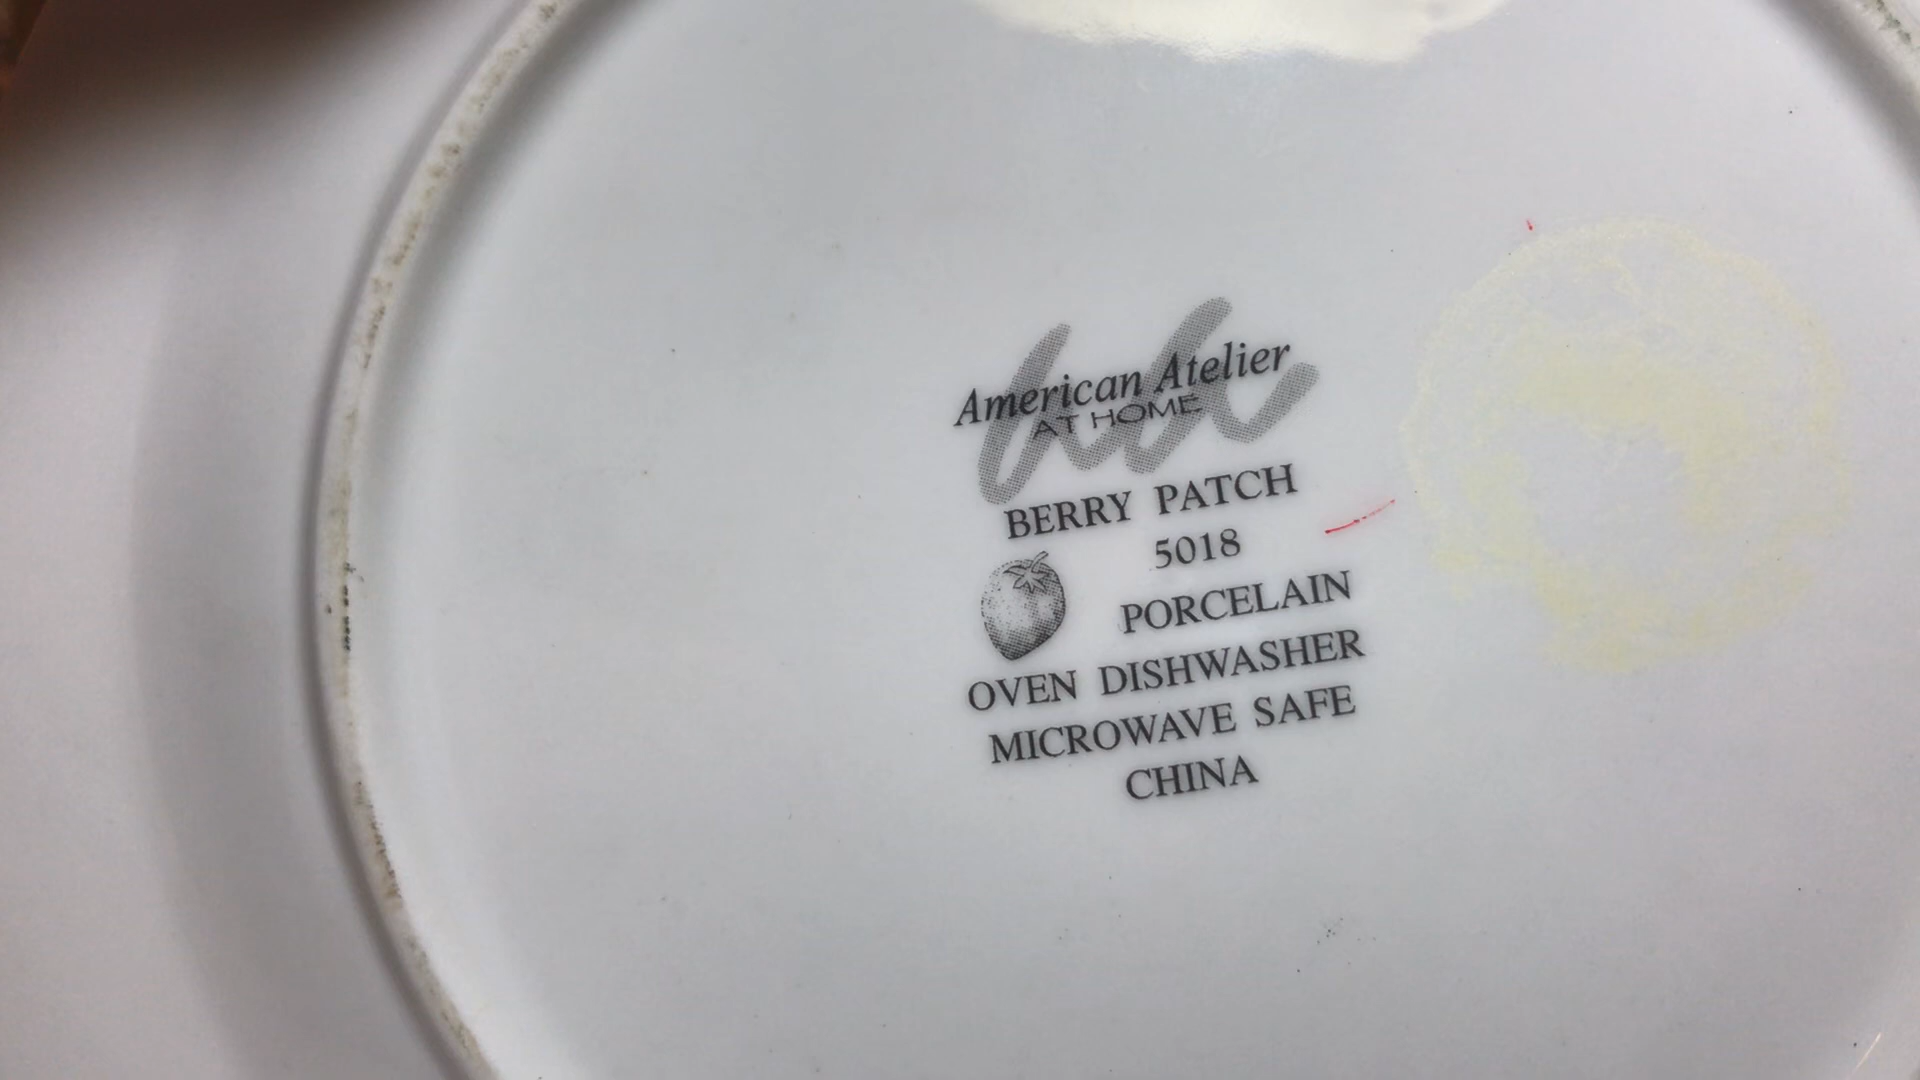 American Atelier
AT HOME
BERRY PATCH
5018
PORCELAIN
OVEN DISHWASHER
MICROWAVE SAFE
CHINA